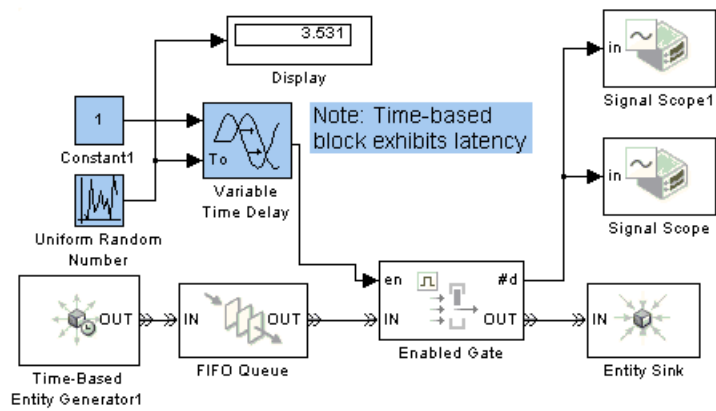 3.531
Display
in
Signal Scope1
1
Constant1
To
Variable
Time Delay
Note: Time-based
block exhibits latency
in
Signal Scope
Uniform Random
Number
en
#d
IN
OUT
Enabled Gate
OUT
Time-Based
Entity Generator1
IN
OUT
FIFO Queue
IN
Entity Sink